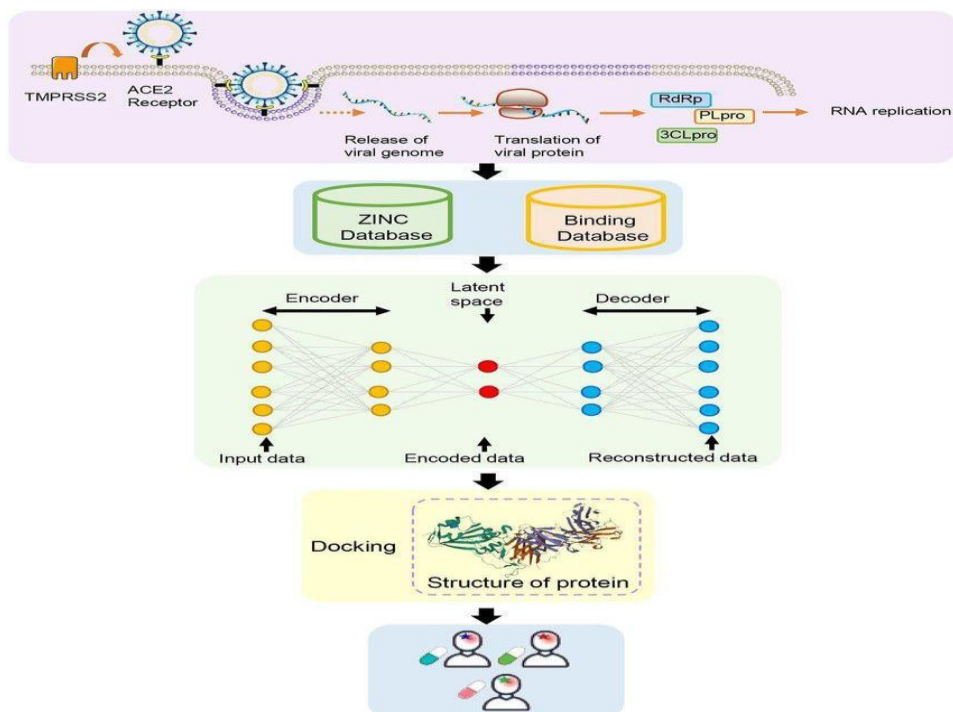 TMPRSS2
ACE2
Receptor
Release of
viral genome
Translation of
viral protein
RdRp
PLpro
3CLpro
RNA replication
ZINC
Database
Binding
Database
Encoder
Latent
space
Decoder
Input data
Encoded data
Reconstructed data
Docking
Structure of protein